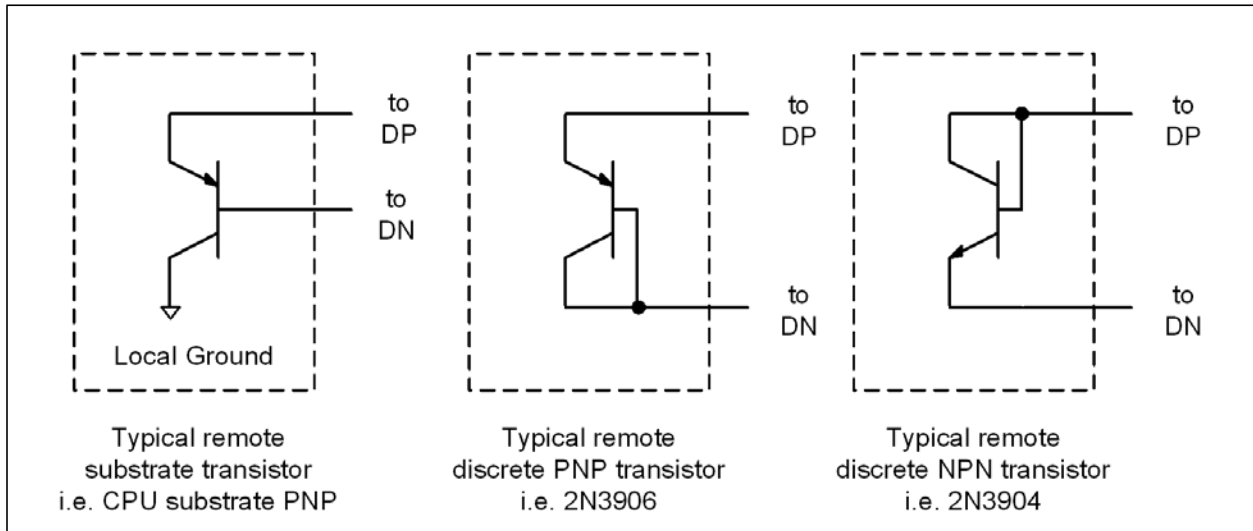 to
DP
to
DN
Local Ground
Typical remote
substrate transistor
i.e. CPU substrate PNP
to
DP
to
DN
Typical remote
discrete PNP transistor
i.e. 2N3906
to
DP
to
DN
Typical remote
discrete NPN transistor
i.e. 2N3904